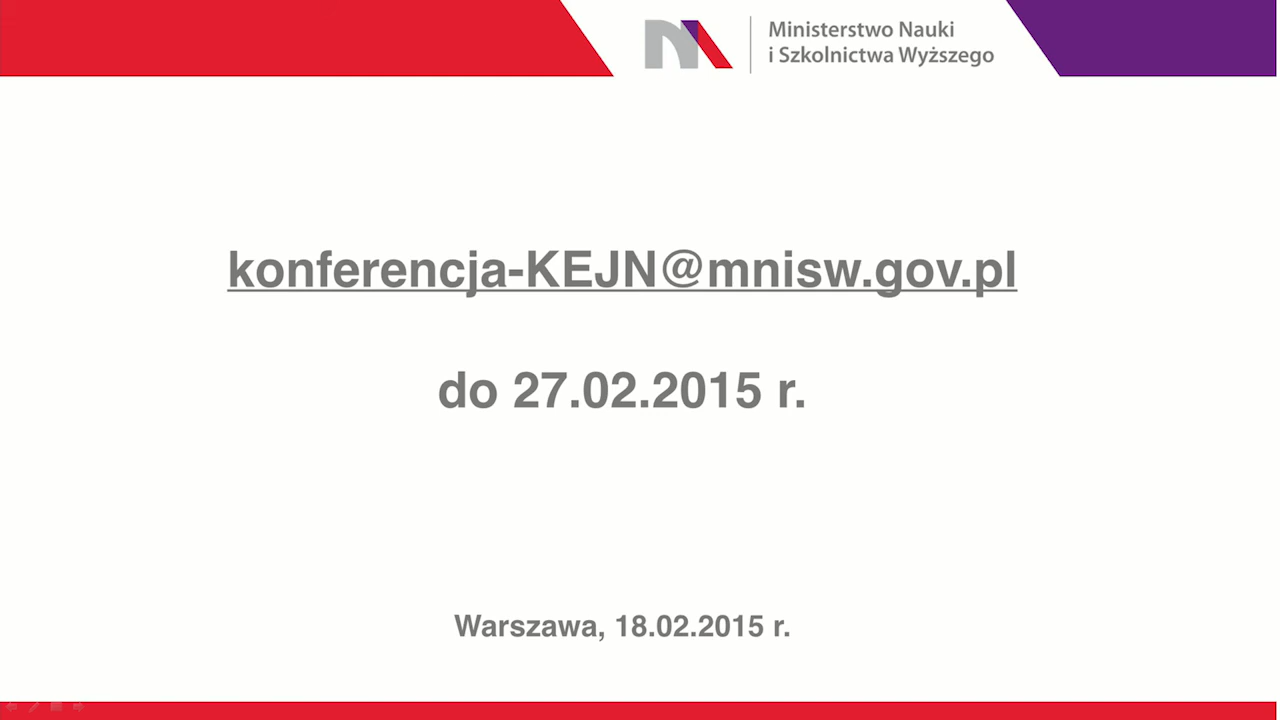 Ministerstwo Nauki
i Szkolnictwa Wyższego
konferencja-KEJN@mnisw.gov.pl
do 27.02.2015 r.
Warszawa, 18.02.2015 r.